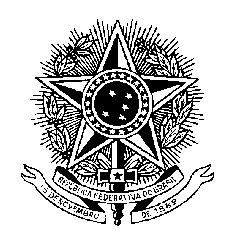 REPÚBLICA FEDERATIVA DO BRASIL
15 DE NOVEMBRO DE 1889